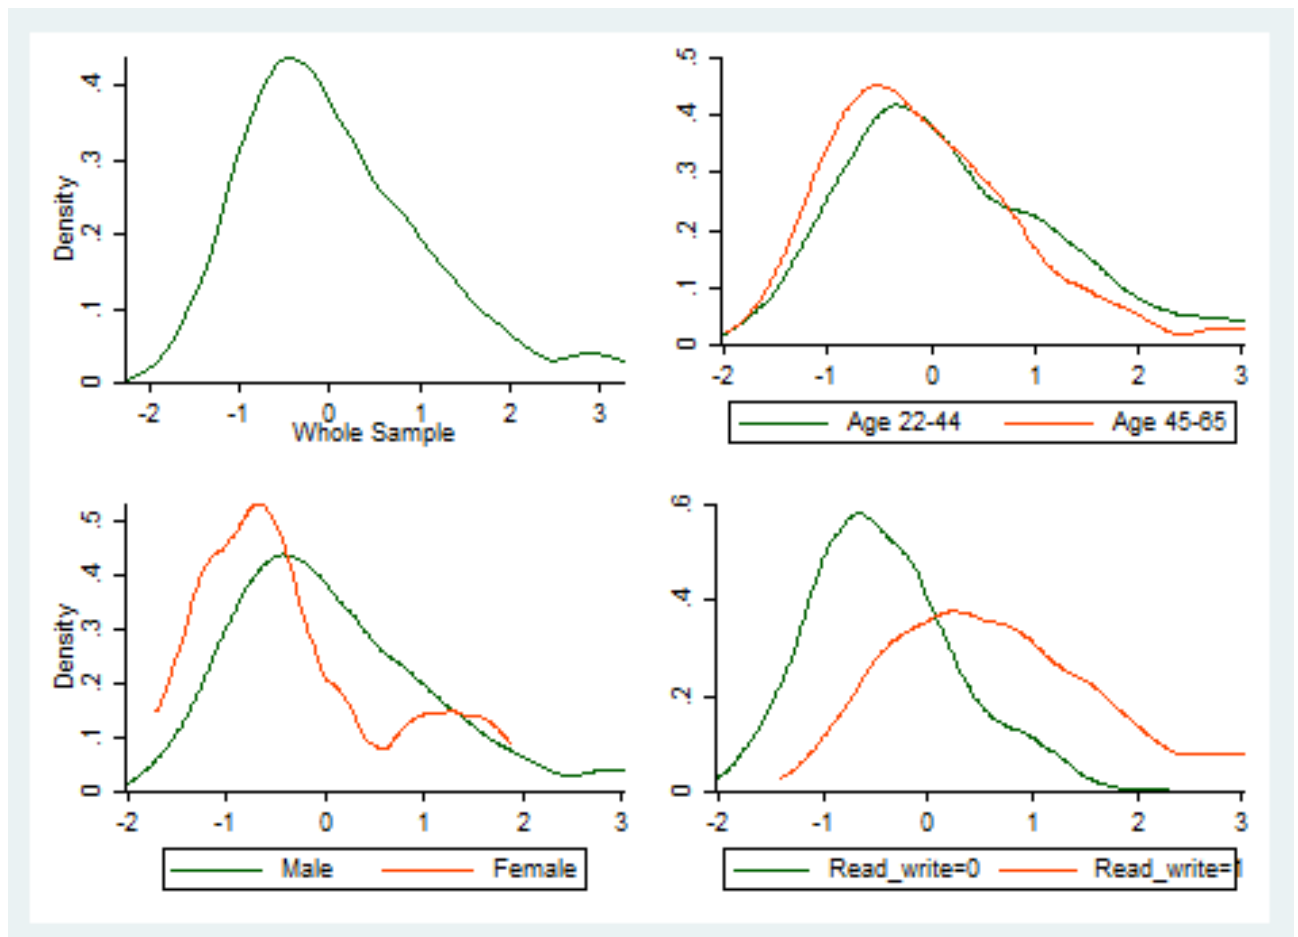 Density
.4
.3
.2
.1
0
-2 -1 0 1 2 3
Whole Sample
.5
.4
.3
.2
.1
0
-2 -1 0 1 2 3
Age 22-44 Age 45-65
Density
.5
.4
.3
.2
.1
0
-2 -1 0 1 2 3
Male Female
.6
.4
.2
0
-2 -1 0 1 2 3
Read_write=0 Read_write=1